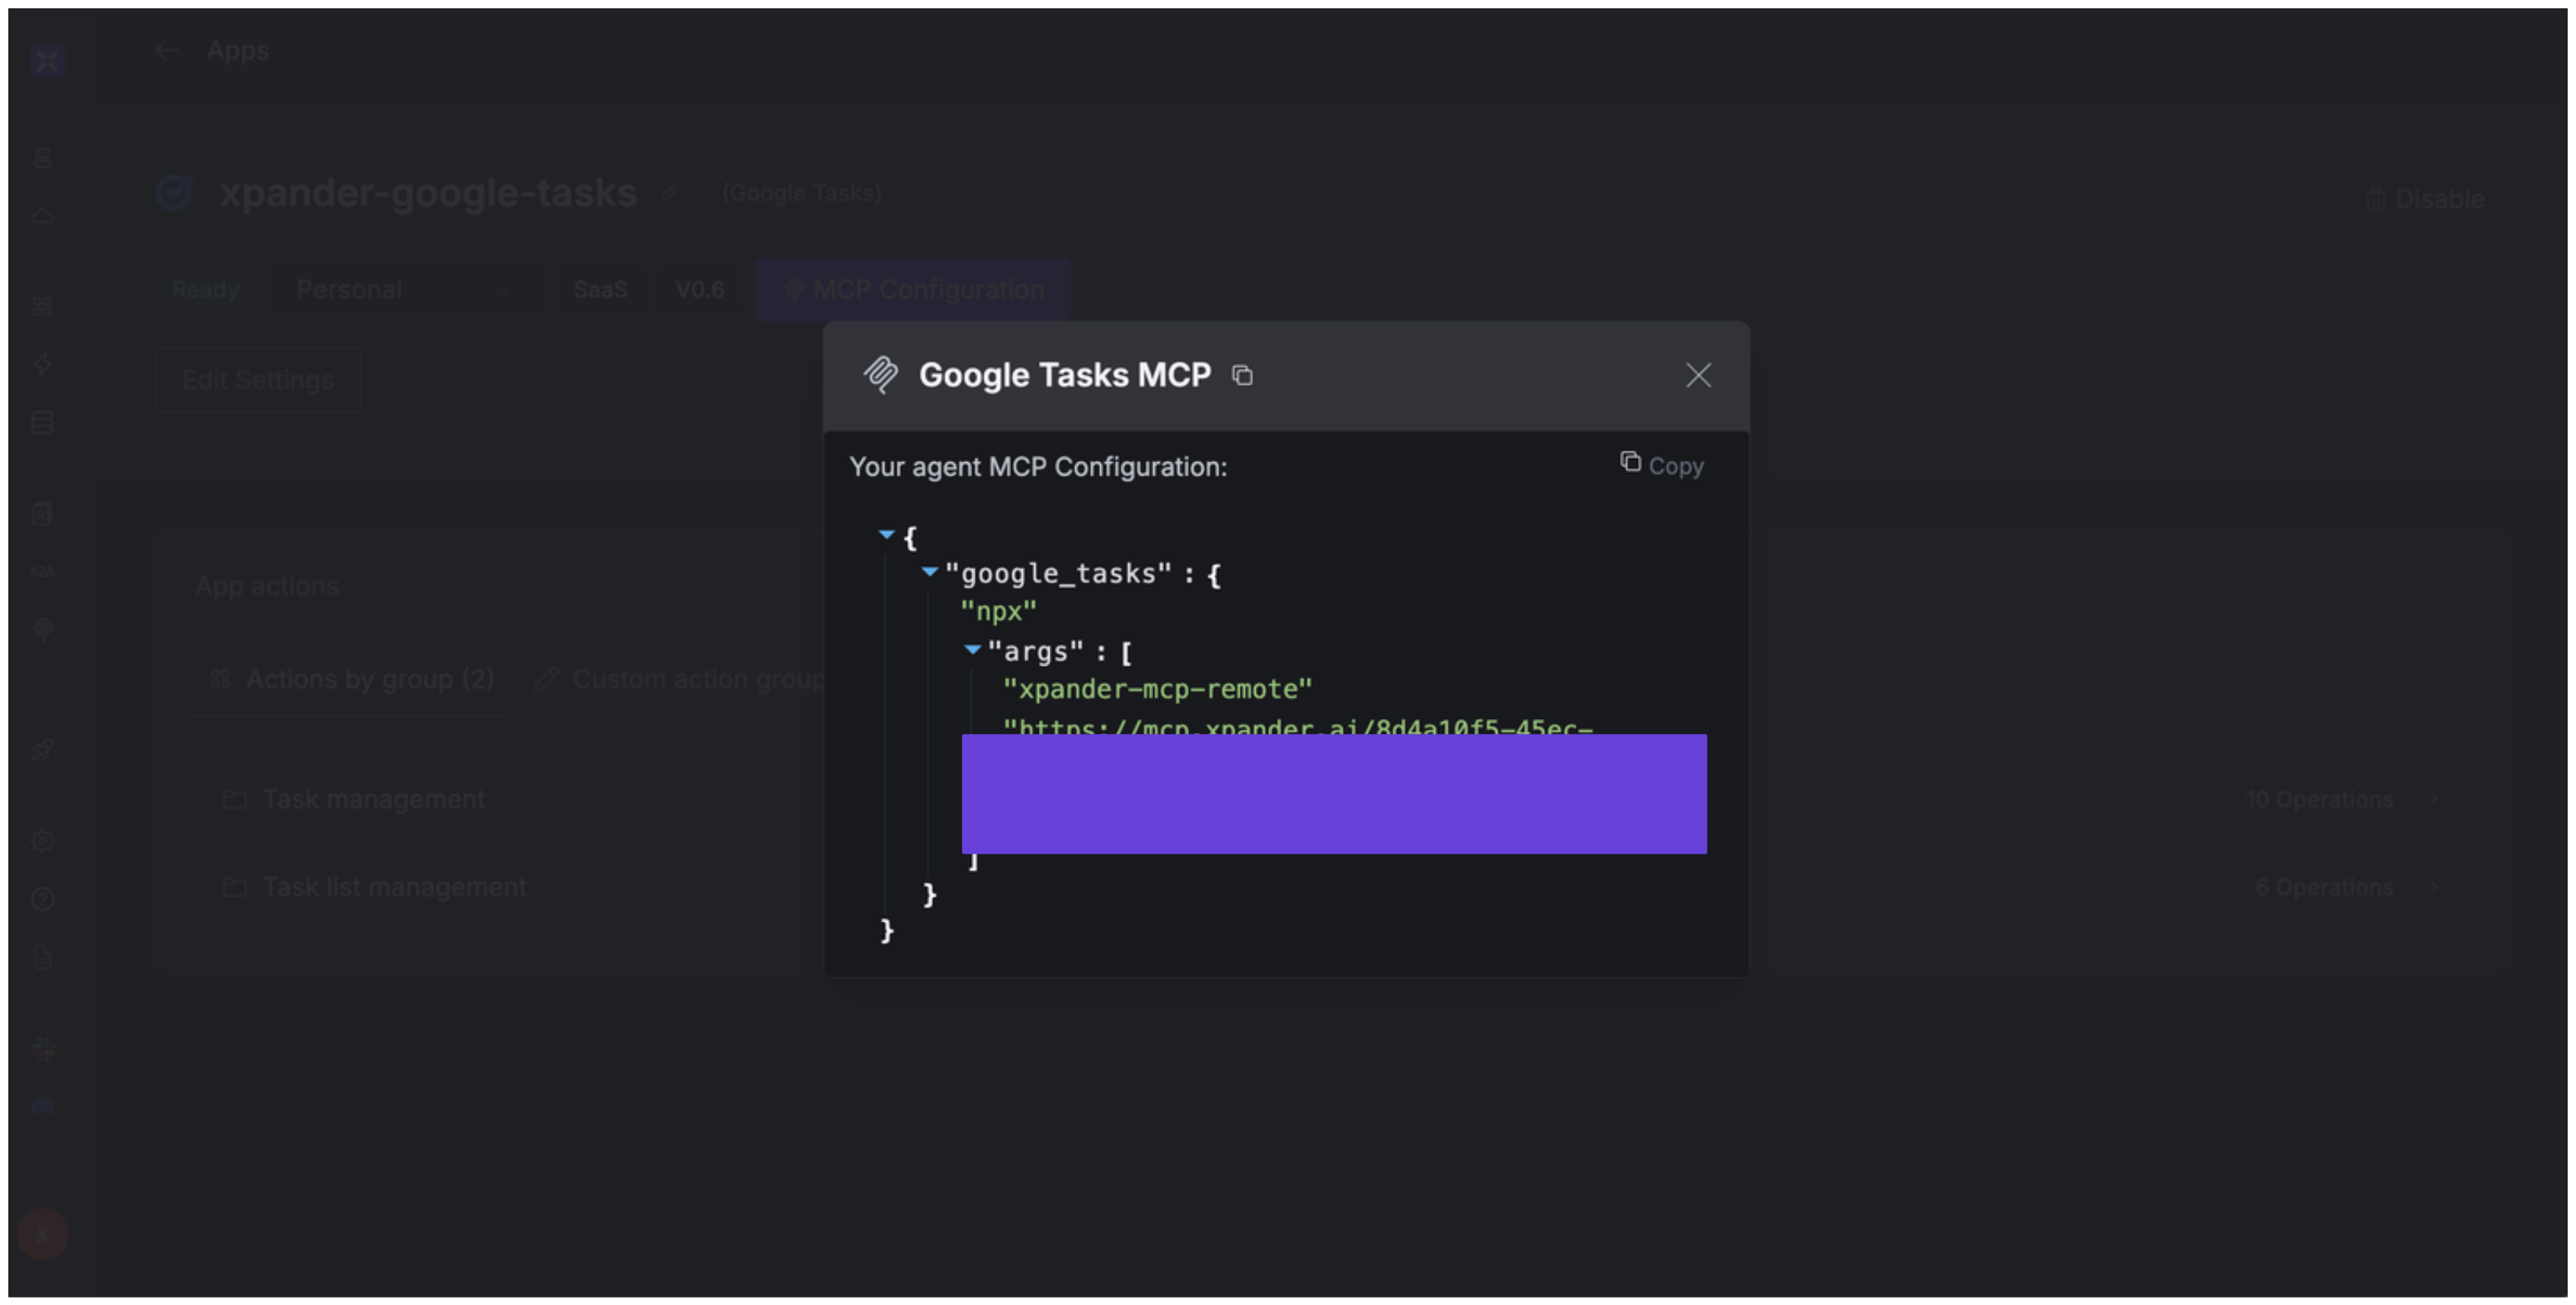 Apps
xpander-google-tasks (Google Tasks)
Disable
Ready Personal SaaS V0.6 MCP Configuration
Edit Settings
Google Tasks MCP
Your agent MCP Configuration:
Copy
{
"google_tasks" : {
"npx"
"args" : [
"xpander-mcp-remote"
"https://mcp.xpander.ai/8d4a10f5-45ec-
]
}
}
A2A
App actions
Actions by group (2) Custom action group
Task management 10 Operations
Task list management 6 Operations
X